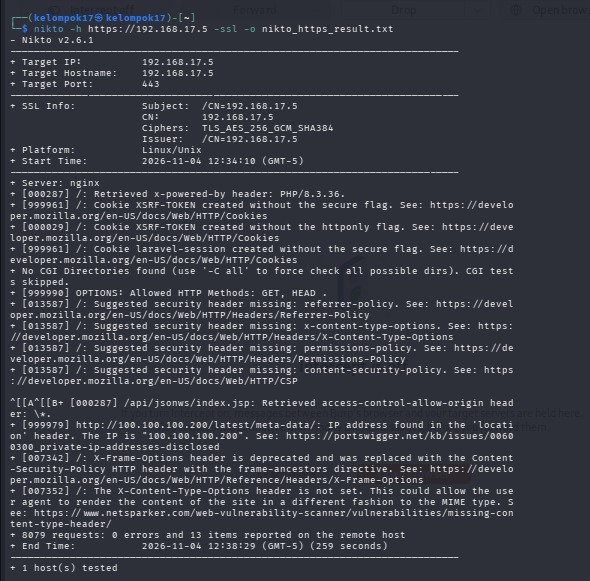 ┌──(kelompok17㉿kelompok17)-[~]
└─$ nikto -h https://192.168.17.5 -ssl -o nikto_https_result.txt
- Nikto v2.6.1
---------------------------------------------------------------------------
+ Target IP:          192.168.17.5
+ Target Hostname:    192.168.17.5
+ Target Port:        443
---------------------------------------------------------------------------
+ SSL Info:           Subject:  /CN=192.168.17.5
                      CN:       192.168.17.5
                      Ciphers:  TLS_AES_256_GCM_SHA384
                      Issuer:   /CN=192.168.17.5
+ Platform:           Linux/Unix
+ Start Time:         2026-11-04 12:34:10 (GMT-5)
---------------------------------------------------------------------------
+ Server: nginx
+ [000287] /: Retrieved x-powered-by header: PHP/8.3.36.
+ [999961] /: Cookie XSRF-TOKEN created without the secure flag. See: https://develo
per.mozilla.org/en-US/docs/Web/HTTP/Cookies
+ [000029] /: Cookie XSRF-TOKEN created without the httponly flag. See: https://deve
loper.mozilla.org/en-US/docs/Web/HTTP/Cookies
+ [999961] /: Cookie laravel-session created without the secure flag. See: https://d
eveloper.mozilla.org/en-US/docs/Web/HTTP/Cookies
+ No CGI Directories found (use '-C all' to force check all possible dirs). CGI test
s skipped.
+ [999990] OPTIONS: Allowed HTTP Methods: GET, HEAD .
+ [013587] /: Suggested security header missing: referrer-policy. See: https://devel
oper.mozilla.org/en-US/docs/Web/HTTP/Headers/Referrer-Policy
+ [013587] /: Suggested security header missing: x-content-type-options. See: https:
//developer.mozilla.org/en-US/docs/Web/HTTP/Headers/X-Content-Type-Options
+ [013587] /: Suggested security header missing: permissions-policy. See: https://de
veloper.mozilla.org/en-US/docs/Web/HTTP/Headers/Permissions-Policy
+ [013587] /: Suggested security header missing: content-security-policy. See: https
://developer.mozilla.org/en-US/docs/Web/HTTP/CSP

^[[A^[[B+ [000287] /api/jsonws/index.jsp: Retrieved access-control-allow-origin head
er: \*.
+ [999979] http://100.100.100.200/latest/meta-data/: IP address found in the 'locati
on' header. The IP is "100.100.100.200". See: https://portswigger.net/kb/issues/0060
0300_private-ip-addresses-disclosed
+ [007342] /: X-Frame-Options header is deprecated and was replaced with the Content
-Security-Policy HTTP header with the frame-ancestors directive. See: https://develo
per.mozilla.org/en-US/docs/Web/HTTP/Reference/Headers/X-Frame-Options
+ [007352] /: The X-Content-Type-Options header is not set. This could allow the use
r agent to render the content of the site in a different fashion to the MIME type. S
ee: https://www.netsparker.com/web-vulnerability-scanner/vulnerabilities/missing-con
tent-type-header/
+ 8079 requests: 0 errors and 13 items reported on the remote host
+ End Time:           2026-11-04 12:38:29 (GMT-5) (259 seconds)
---------------------------------------------------------------------------
+ 1 host(s) tested